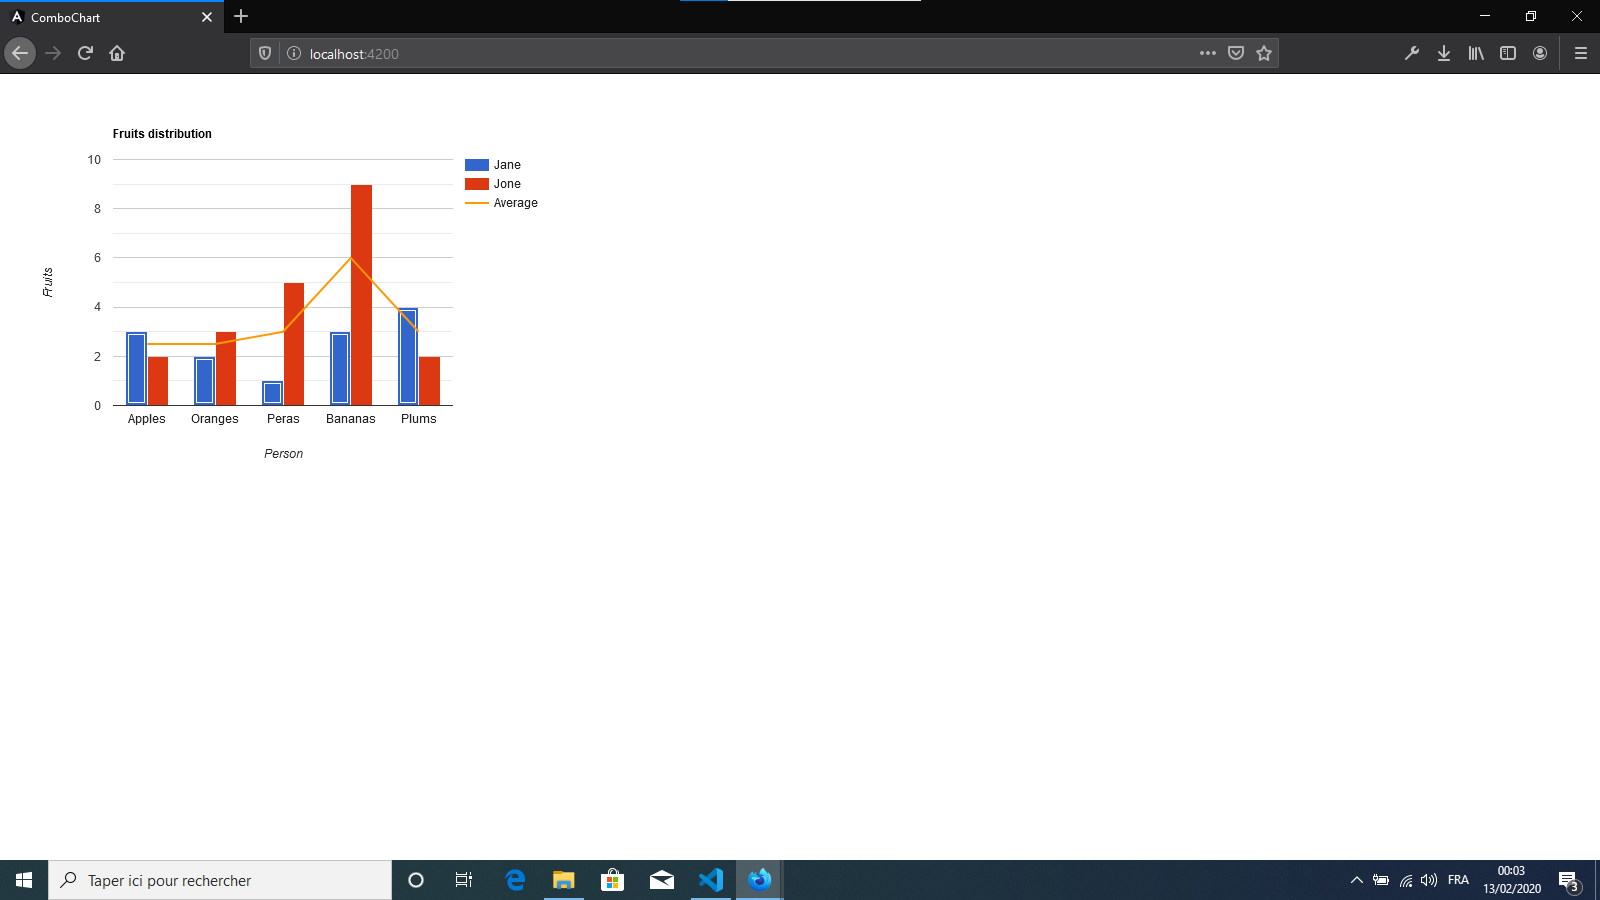 ComboChart
localhost:4200
Fruits distribution
10
8
6
4
2
0
Fruits
Jane
Jone
Average
Apples Oranges Peras Bananas Plums
Person
Taper ici pour rechercher
FRA
00:03
13/02/2020
3